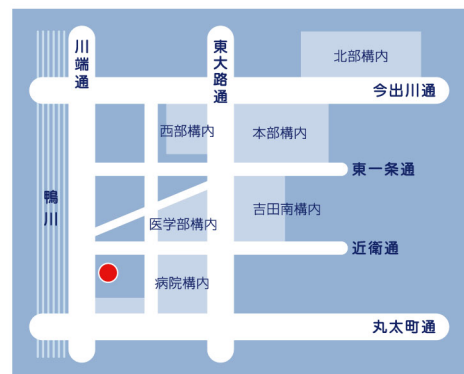 川端通
東大路通
北部構内
今出川通
西部構内
本部構内
東一条通
鴨川
吉田南構内
医学部構内
近衛通
病院構内
丸太町通